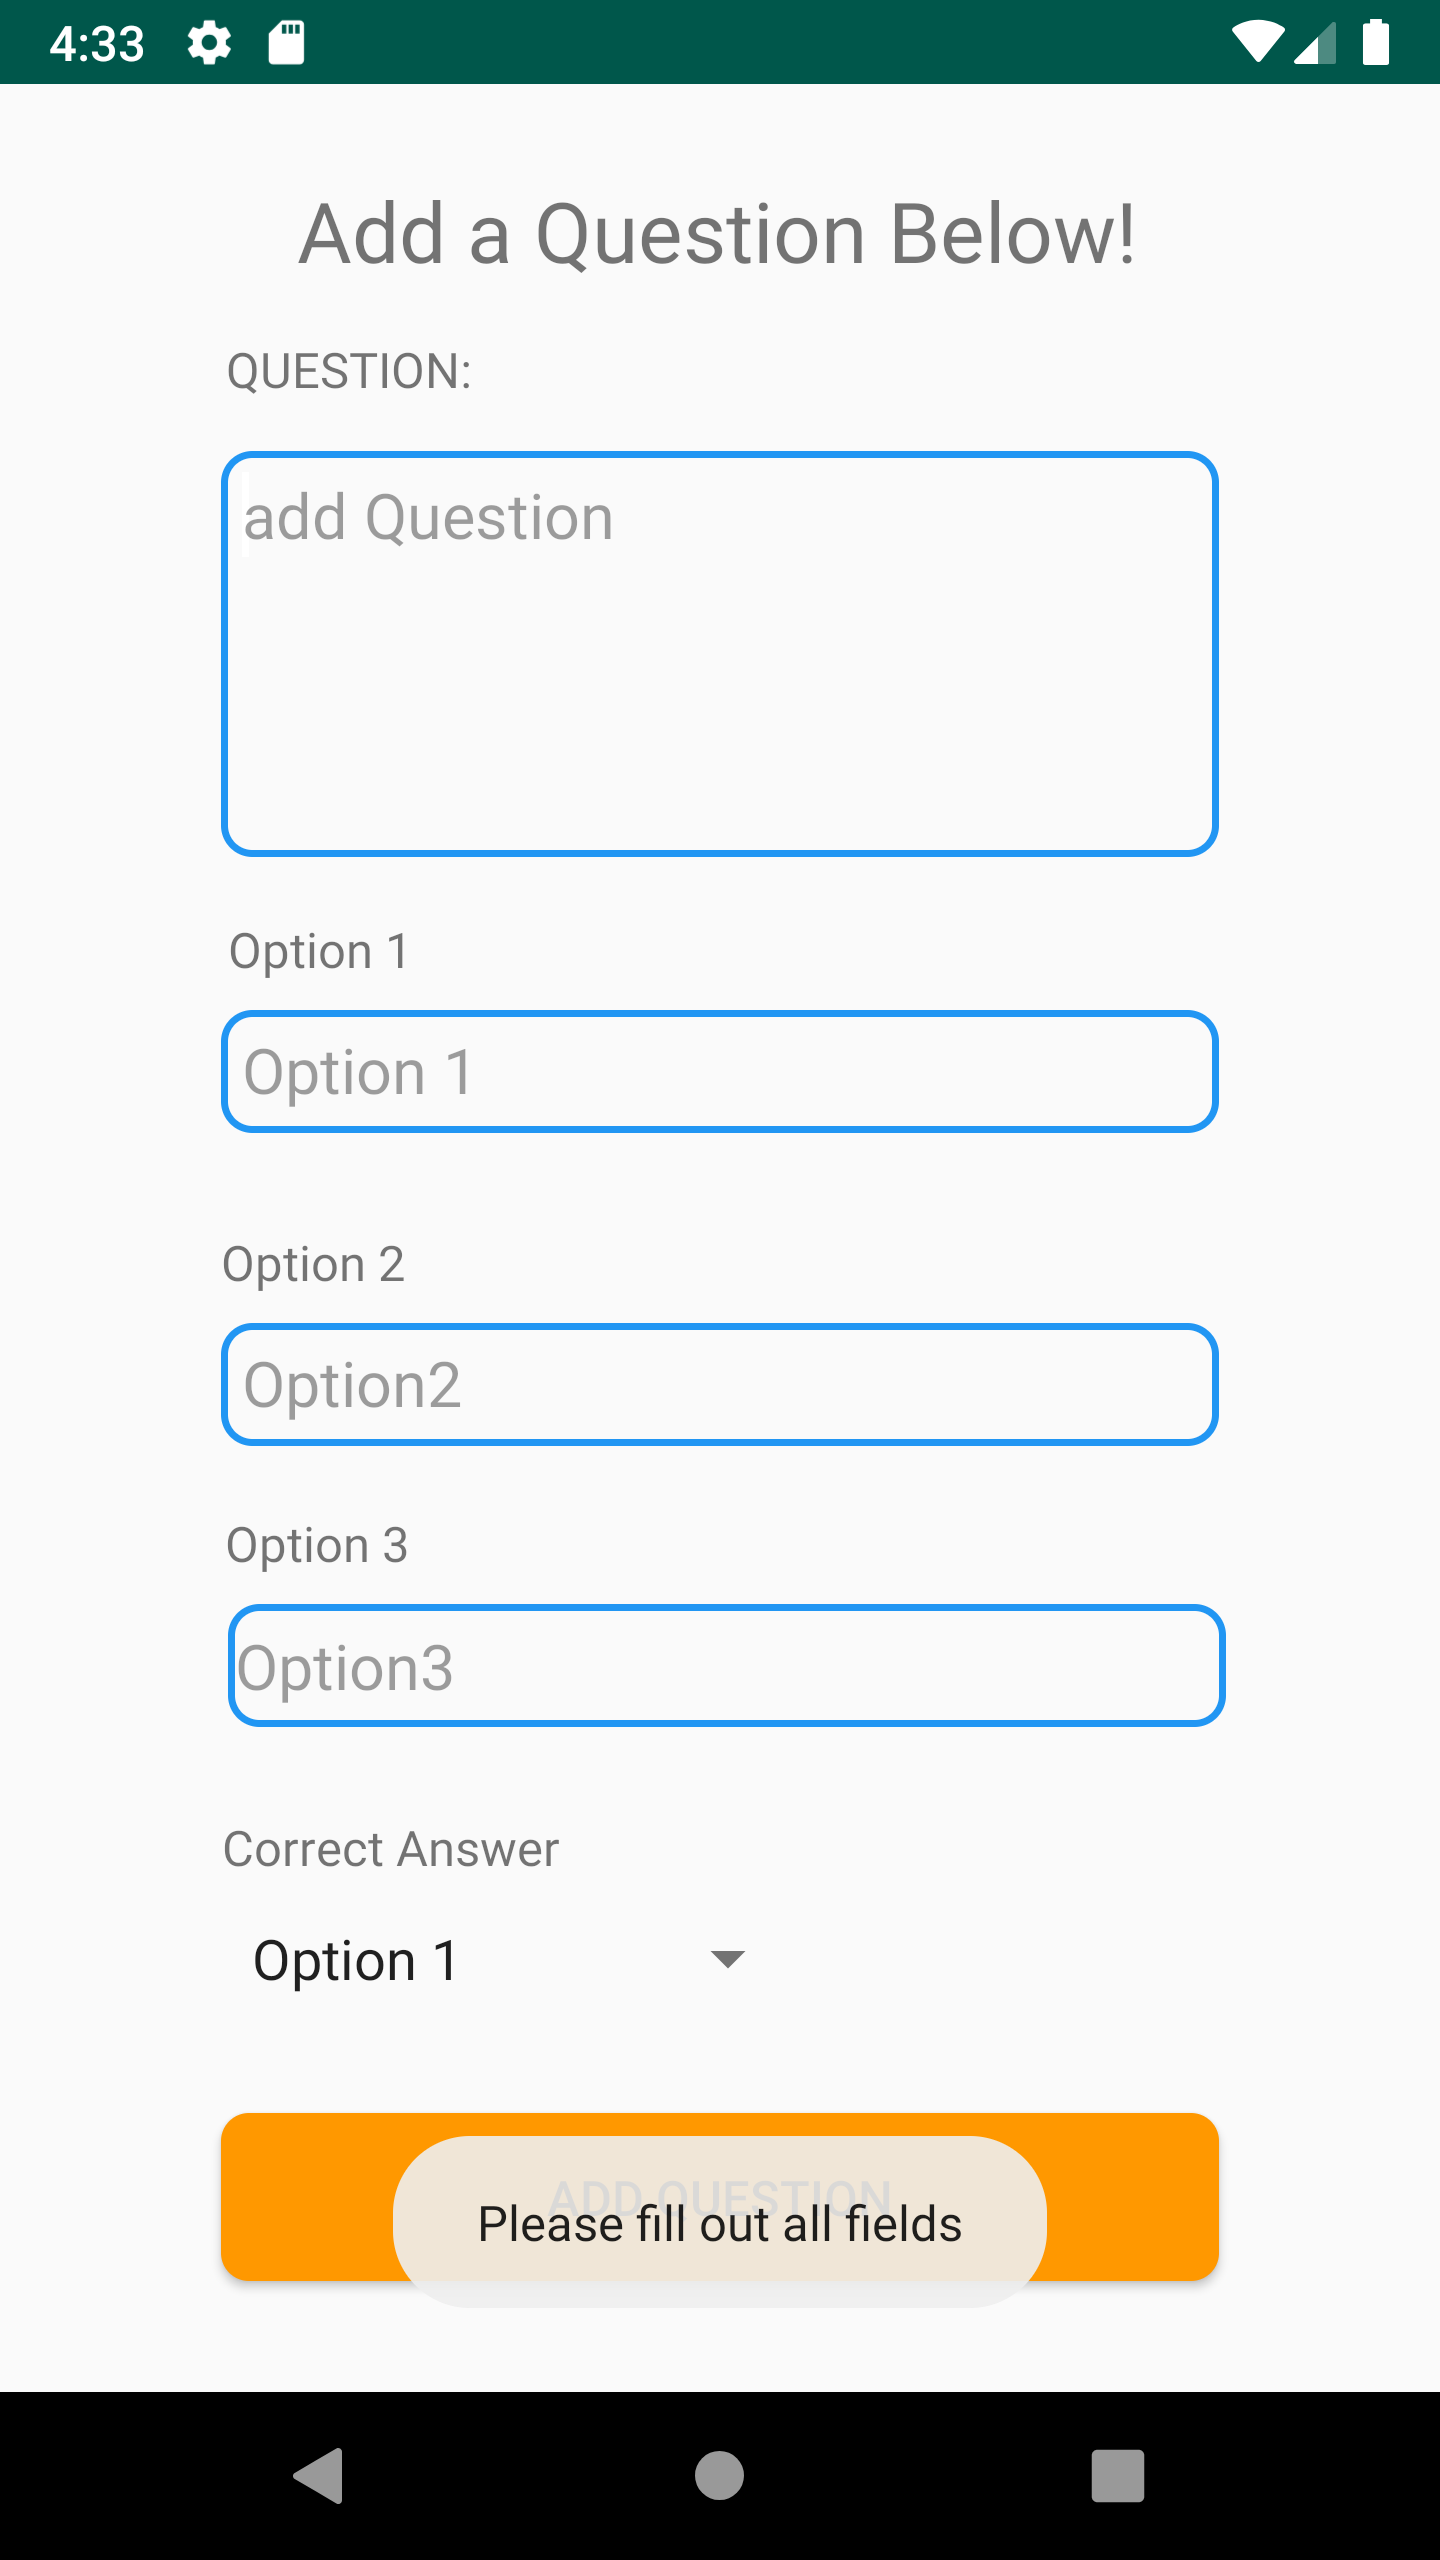 4:33
Add a Question Below!
QUESTION:
add Question
Option 1
Option 1
Option 2
Option2
Option 3
Option3
Correct Answer
Option 1
ADD QUESTION
Please fill out all fields